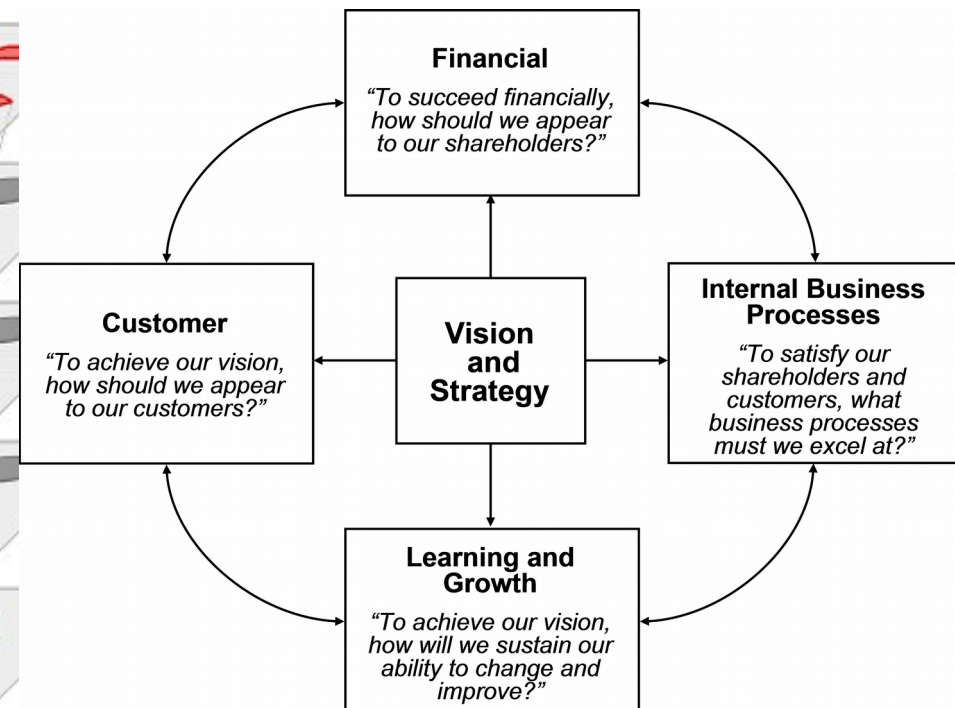 Financial
“To succeed financially,
how should we appear
to our shareholders?”
Customer
“To achieve our vision,
how should we appear
to our customers?”
Vision
and
Strategy
Internal Business
Processes
“To satisfy our
shareholders and
customers, what
business processes
must we excel at?”
Learning and
Growth
“To achieve our vision,
how will we sustain our
ability to change and
improve?”